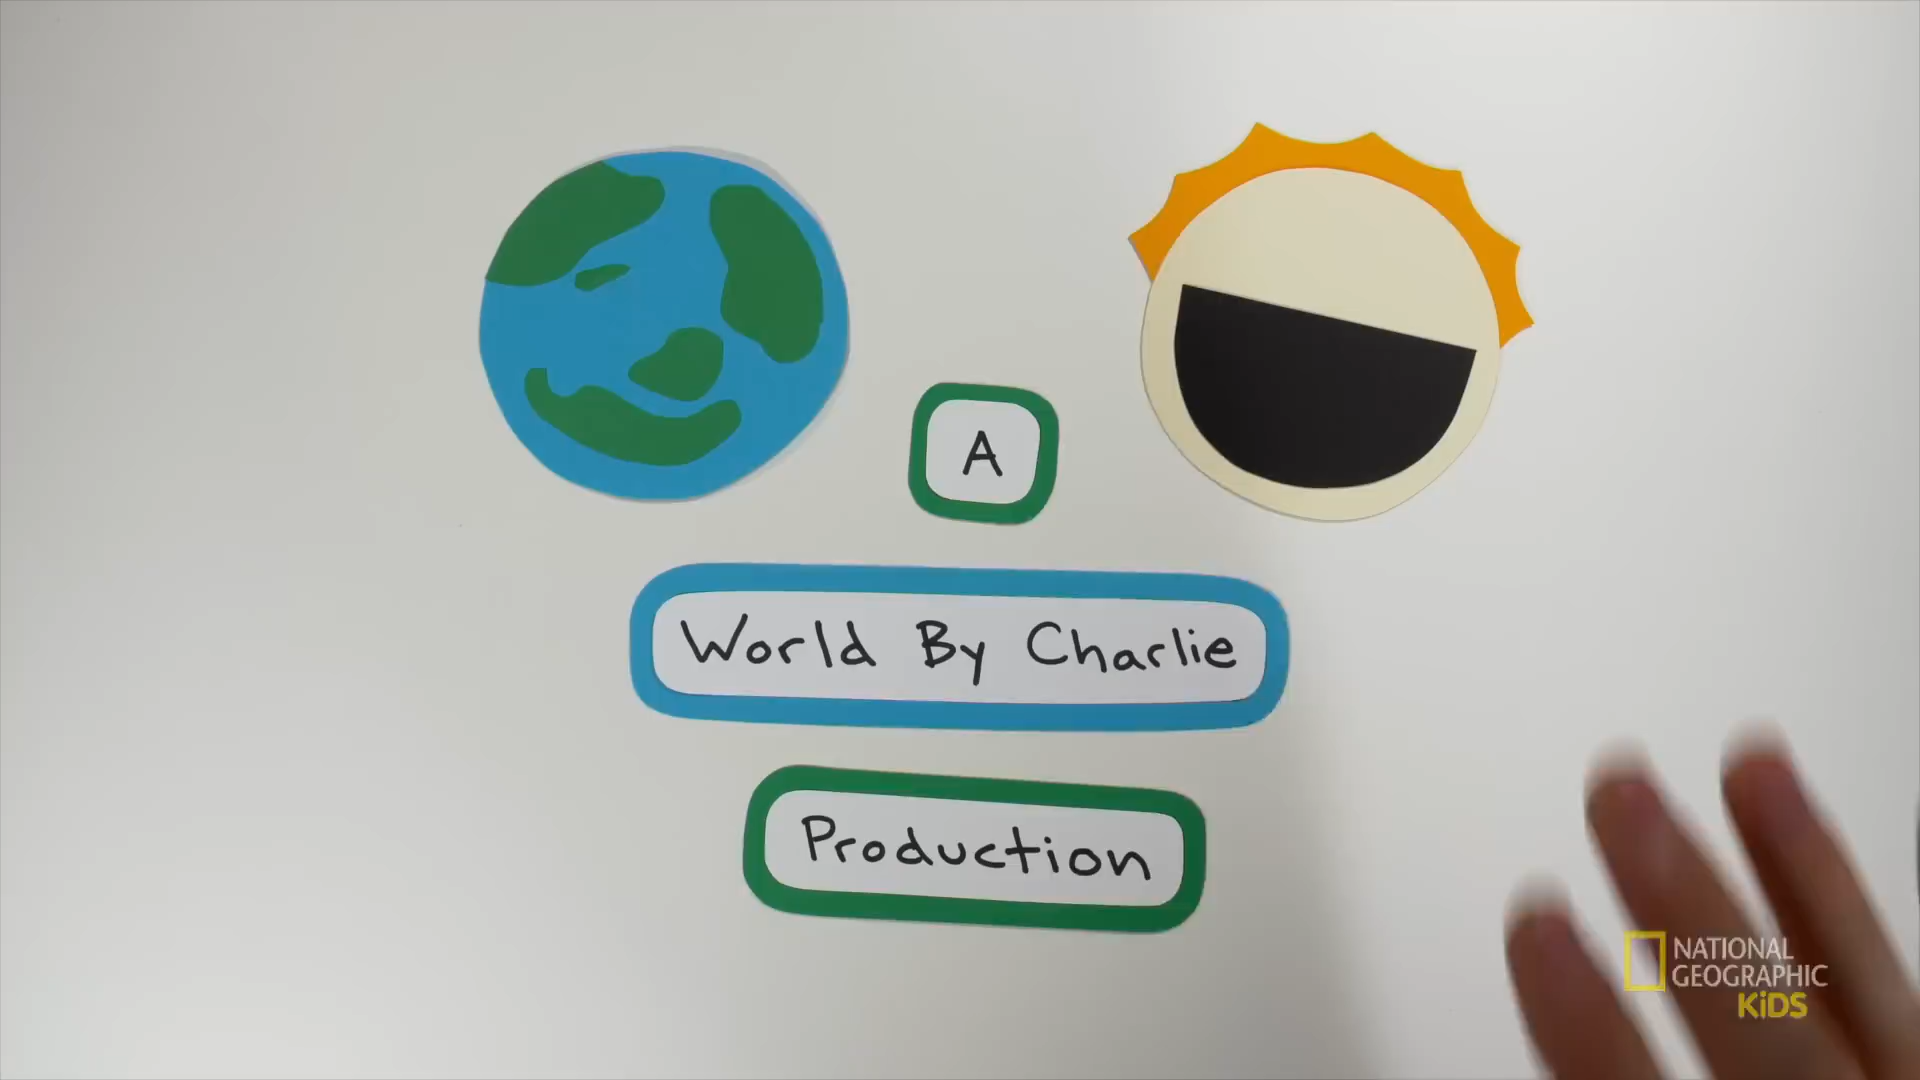 A
World By Charlie
Production
NATIONAL
GEOGRAPHIC
KiDS